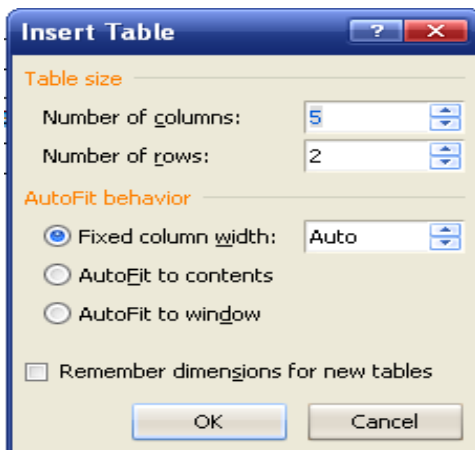 Insert Table
Table size
Number of columns: 5
Number of rows: 2
AutoFit behavior
Fixed column width: Auto
AutoFit to contents
AutoFit to window
Remember dimensions for new tables
OK Cancel